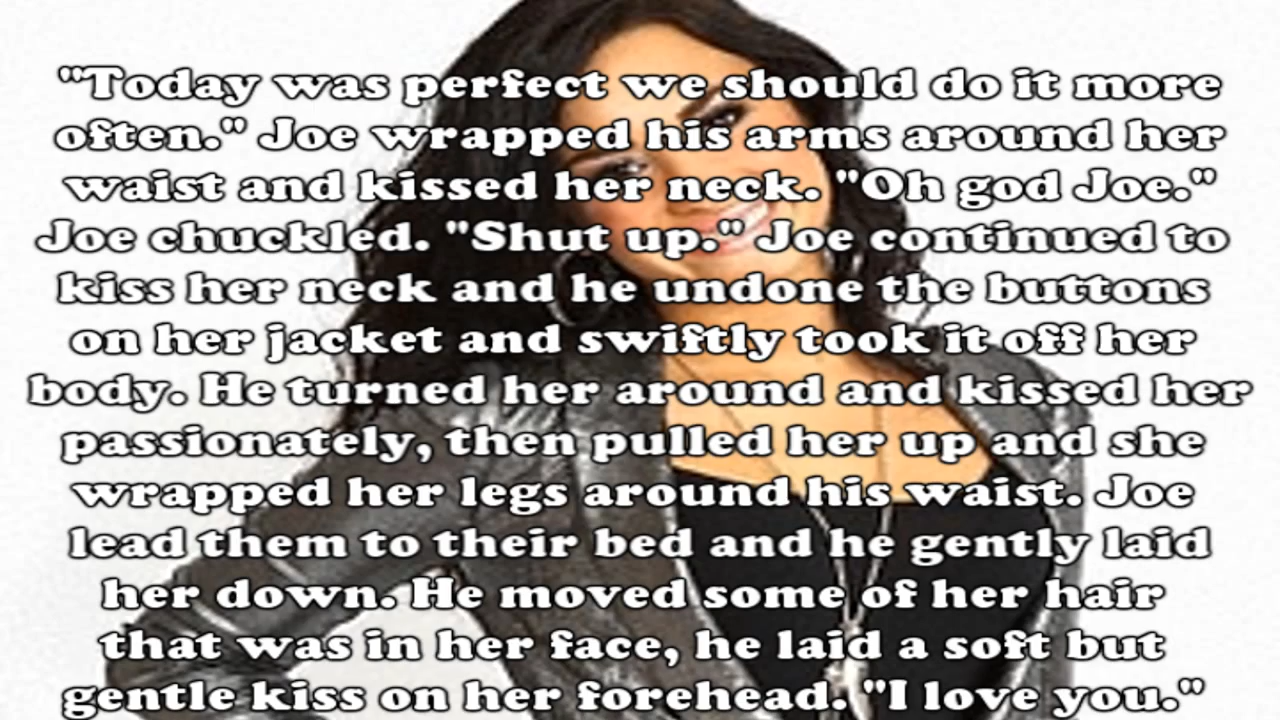 "Today was perfect we should do it more
often." Joe wrapped his arms around her
waist and kissed her neck. "Oh god Joe."
Joe chuckled. "Shut up." Joe continued to
kiss her neck and he undone the buttons
on her jacket and swiftly took it off her
body. He turned her around and kissed her
passionately, then pulled her up and she
wrapped her legs around his waist. Joe
lead them to their bed and he gently laid
her down. He moved some of her hair
that was in her face, he laid a soft but
gentle kiss on her forehead. "I love you."